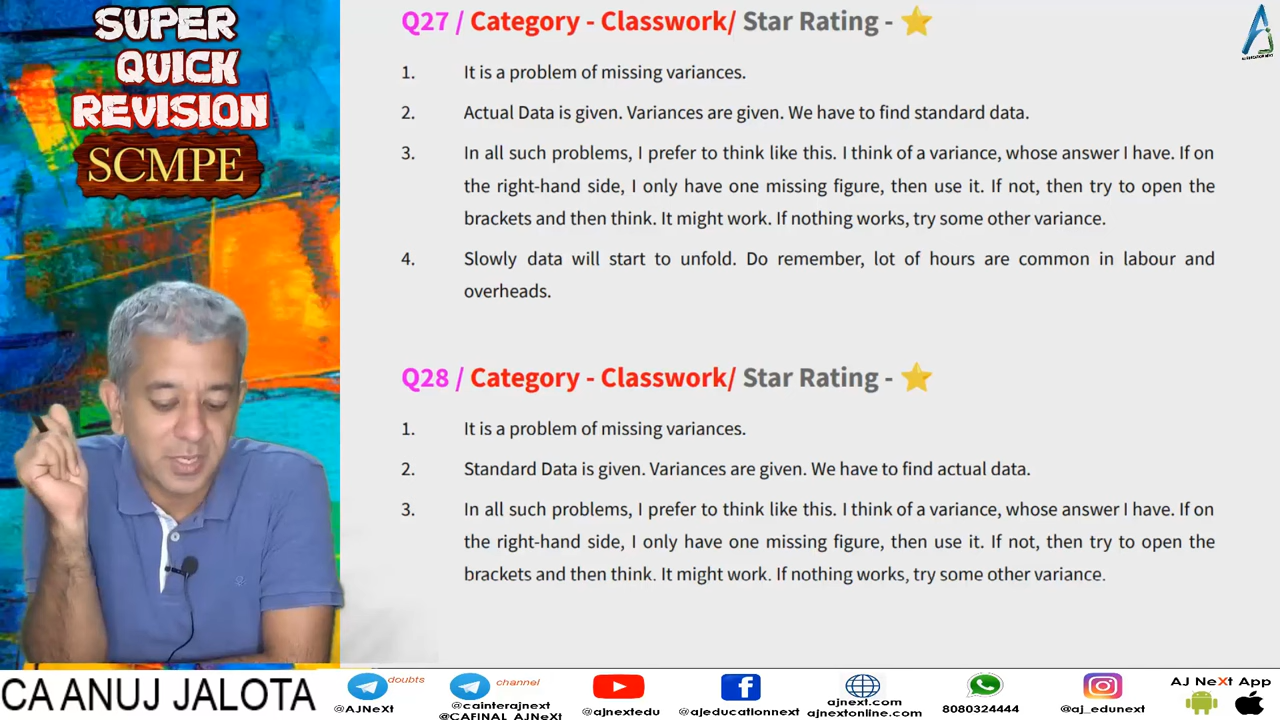 SUPER
QUICK
REVISION
SCMPE
Q27 / Category - Classwork/ Star Rating -
1. It is a problem of missing variances.
2. Actual Data is given. Variances are given. We have to find standard data.
3. In all such problems, I prefer to think like this. I think of a variance, whose answer I have. If on
the right-hand side, I only have one missing figure, then use it. If not, then try to open the
brackets and then think. It might work. If nothing works, try some other variance.
4. Slowly data will start to unfold. Do remember, lot of hours are common in labour and
overheads.
Q28 / Category - Classwork/ Star Rating -
1. It is a problem of missing variances.
2. Standard Data is given. Variances are given. We have to find actual data.
3. In all such problems, I prefer to think like this. I think of a variance, whose answer I have. If on
the right-hand side, I only have one missing figure, then use it. If not, then try to open the
brackets and then think. It might work. If nothing works, try some other variance.
CA ANUJ JALOTA
doubts
@AJNeXt
channel
@cainterajnext
@CAFINAL_AJNeXt
@ajnextedu
@ajeducationnext
ajnext.com
ajnextonline.com
8080324444
@aj_edunext
AJ NeXt App